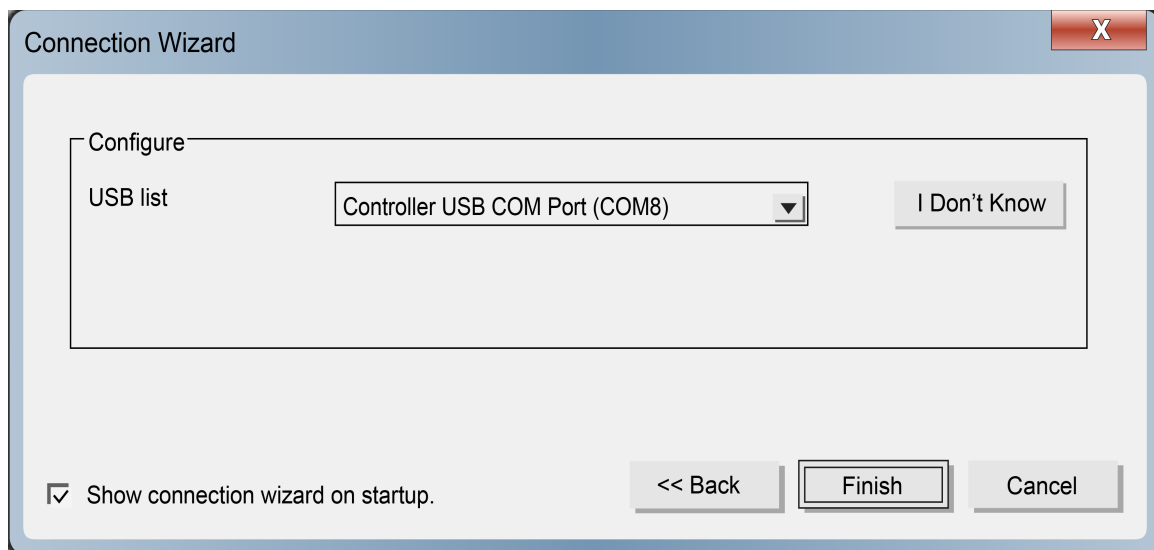 Connection Wizard
X
Configure
USB list
Controller USB COM Port (COM8)
I Don’t Know
Show connection wizard on startup.
<< Back
Finish
Cancel